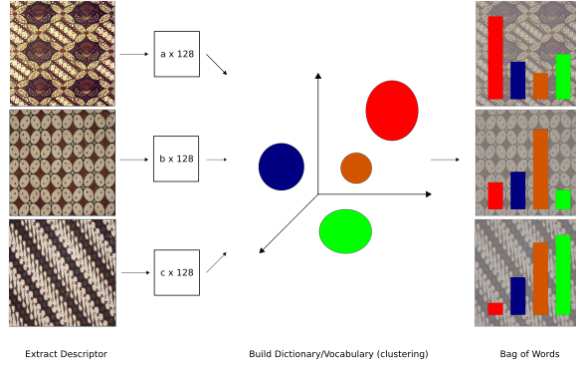 a x 128
b x 128
c x 128
Extract Descriptor
Build Dictionary/Vocabulary (clustering)
Bag of Words